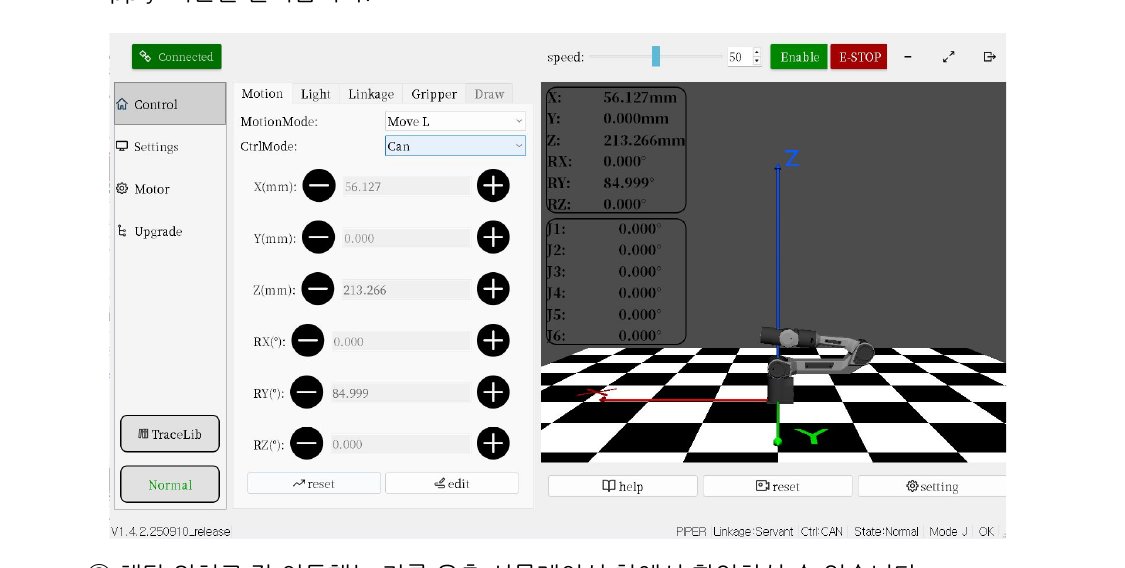 Connected
speed: 50 Enable E-STOP
Control
Settings
Motor
Upgrade
TraceLib
Normal
Motion Light Linkage Gripper Draw
MotionMode: Move L
CtrlMode: Can
X(mm): 56.127
Y(mm): 0.000
Z(mm): 213.266
RX(°): 0.000
RY(°): 84.999
RZ(°): 0.000
reset edit
X: 56.127mm
Y: 0.000mm
Z: 213.266mm
RX: 0.000°
RY: 84.999°
RZ: 0.000°
J1: 0.000°
J2: 0.000°
J3: 0.000°
J4: 0.000°
J5: 0.000°
J6: 0.000°
Z
X
Y
help reset setting
V1.4.2.250910_release
PIPER Linkage:Servant Ctrl:CAN State:Normal Mode J OK